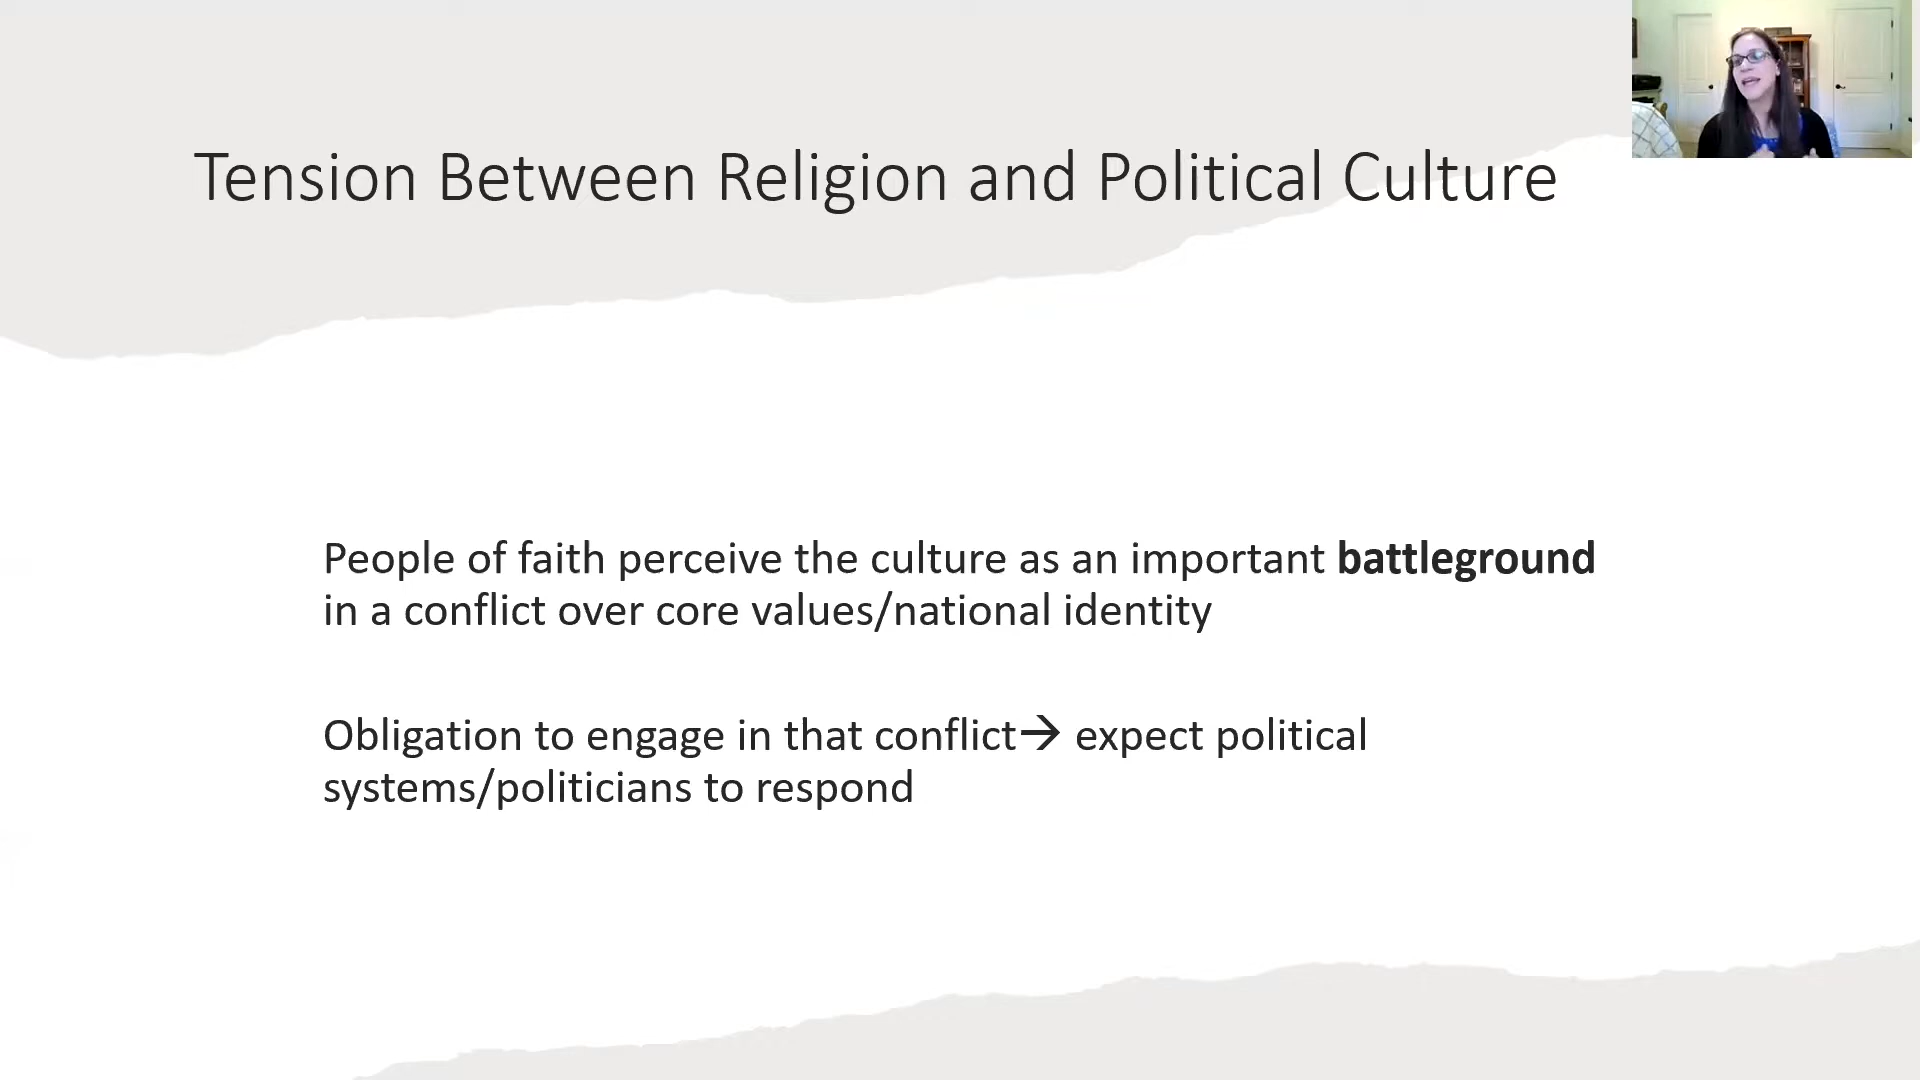 Tension Between Religion and Political Culture
People of faith perceive the culture as an important battleground
in a conflict over core values/national identity
Obligation to engage in that conflict→ expect political
systems/politicians to respond